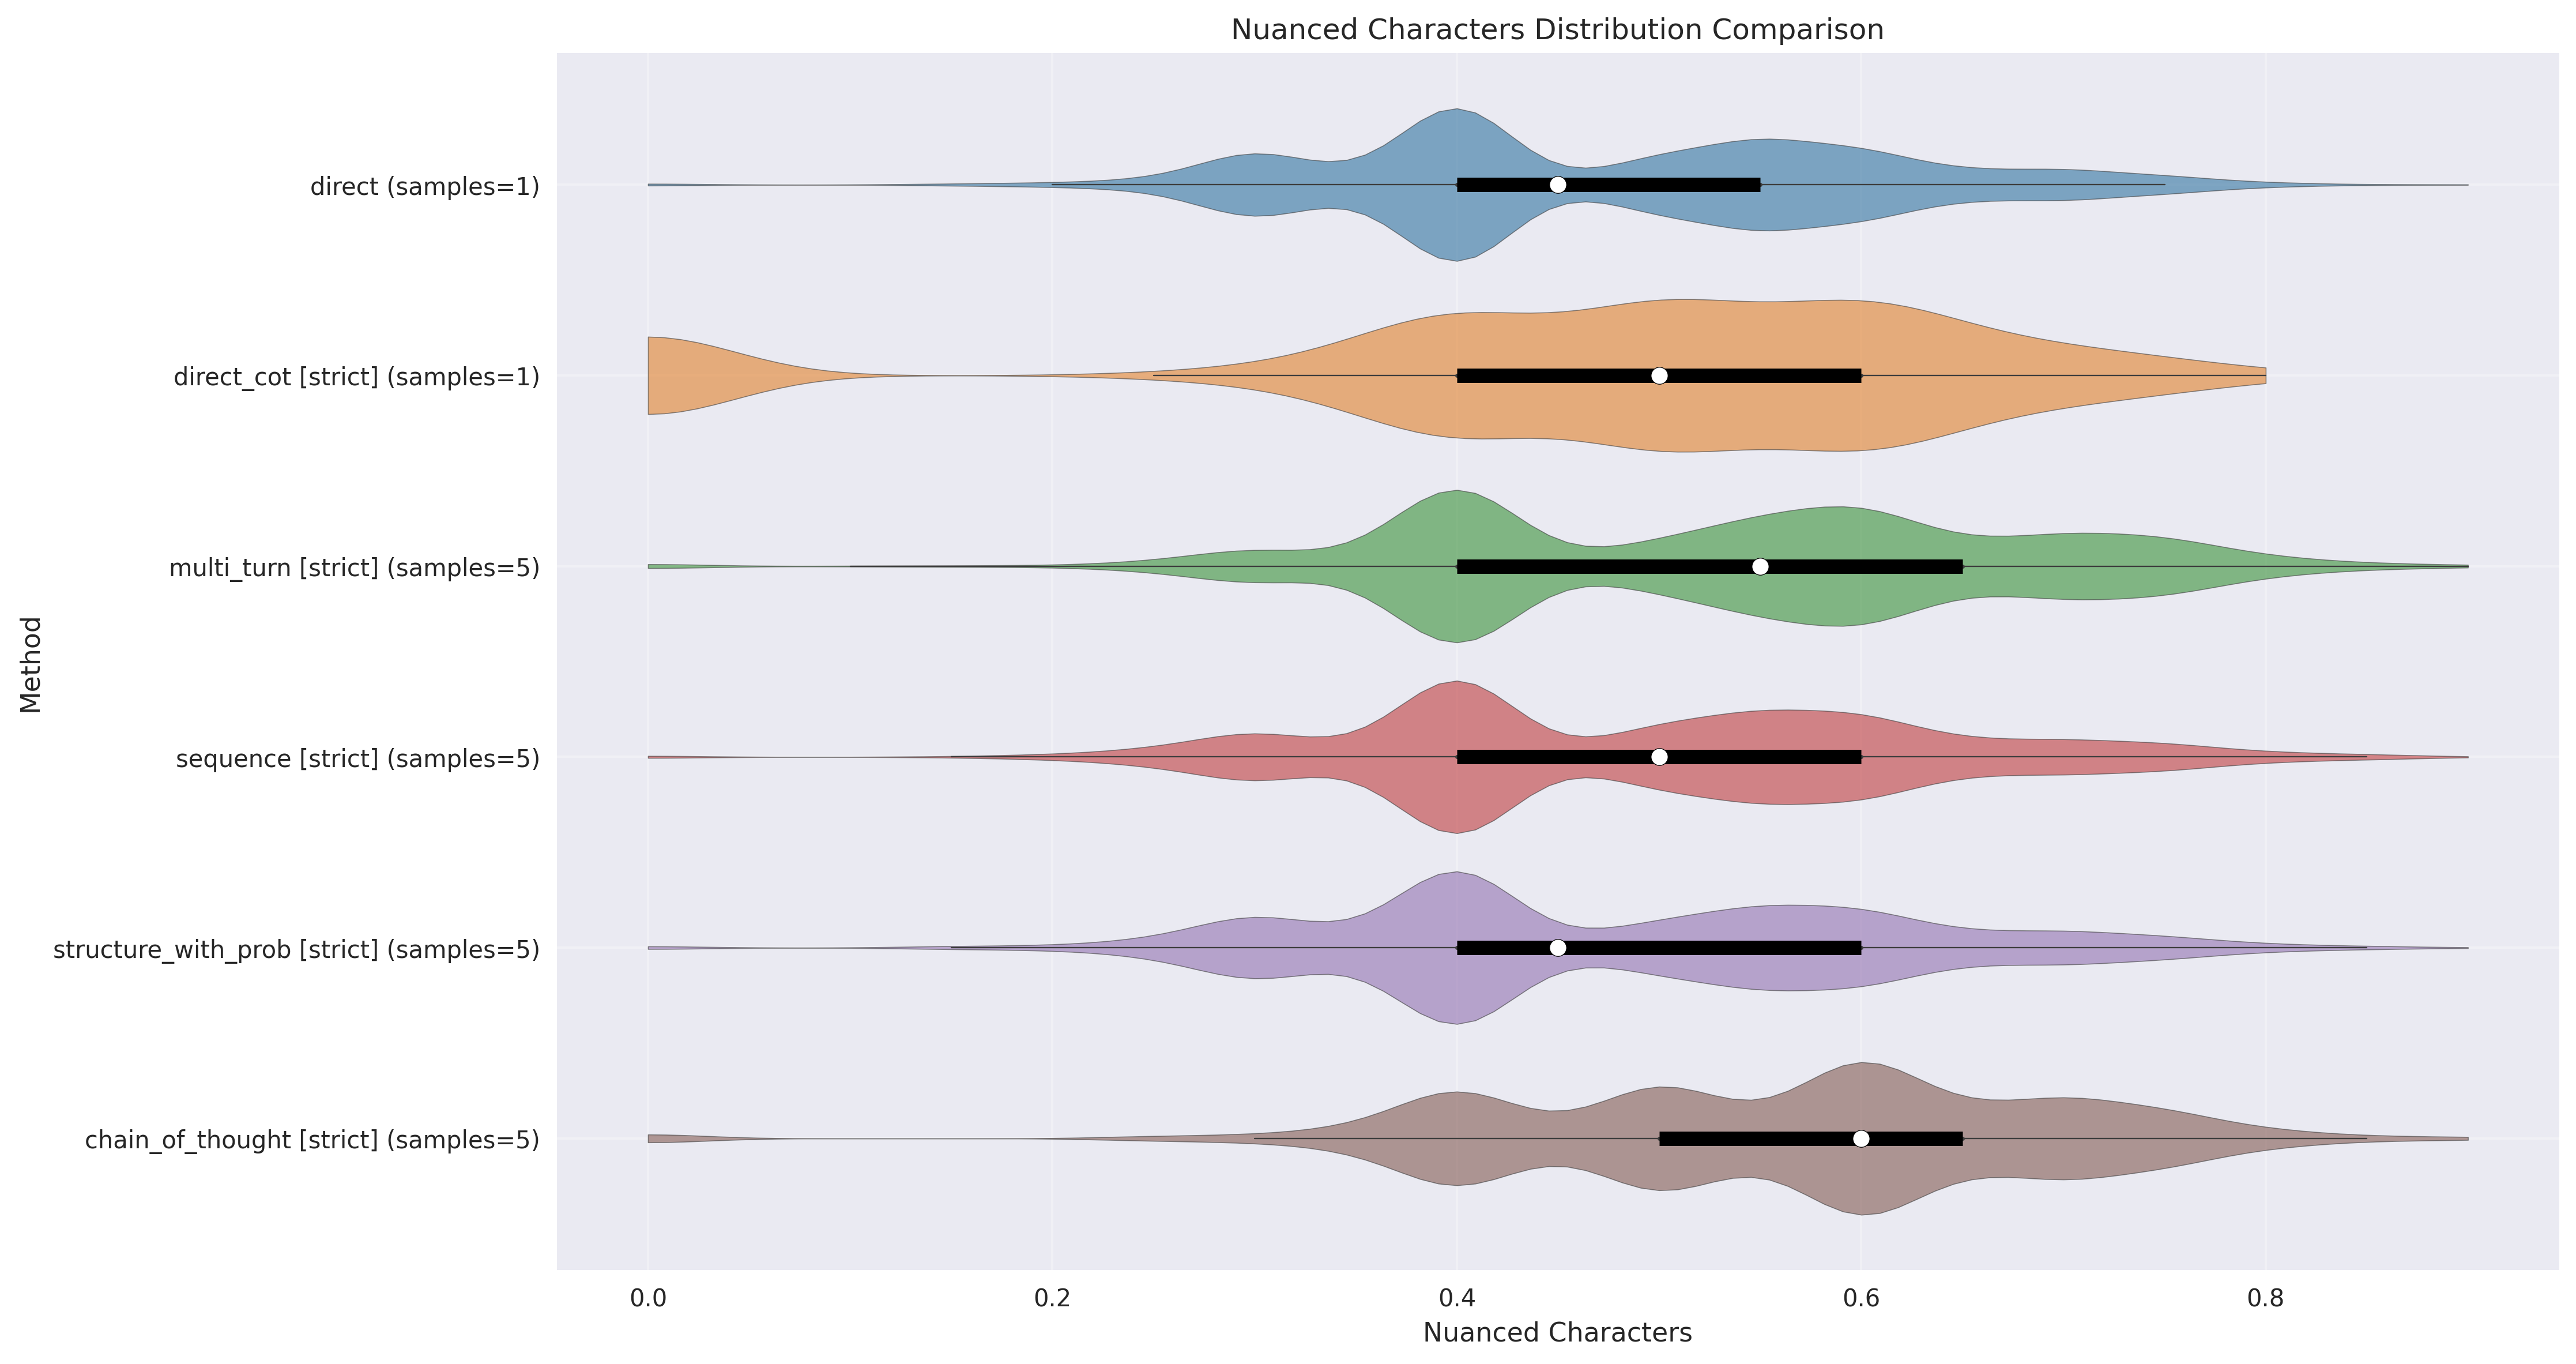 Nuanced Characters Distribution Comparison
Method
direct (samples=1)
direct_cot [strict] (samples=1)
multi_turn [strict] (samples=5)
sequence [strict] (samples=5)
structure_with_prob [strict] (samples=5)
chain_of_thought [strict] (samples=5)
0.0 0.2 0.4 0.6 0.8
Nuanced Characters